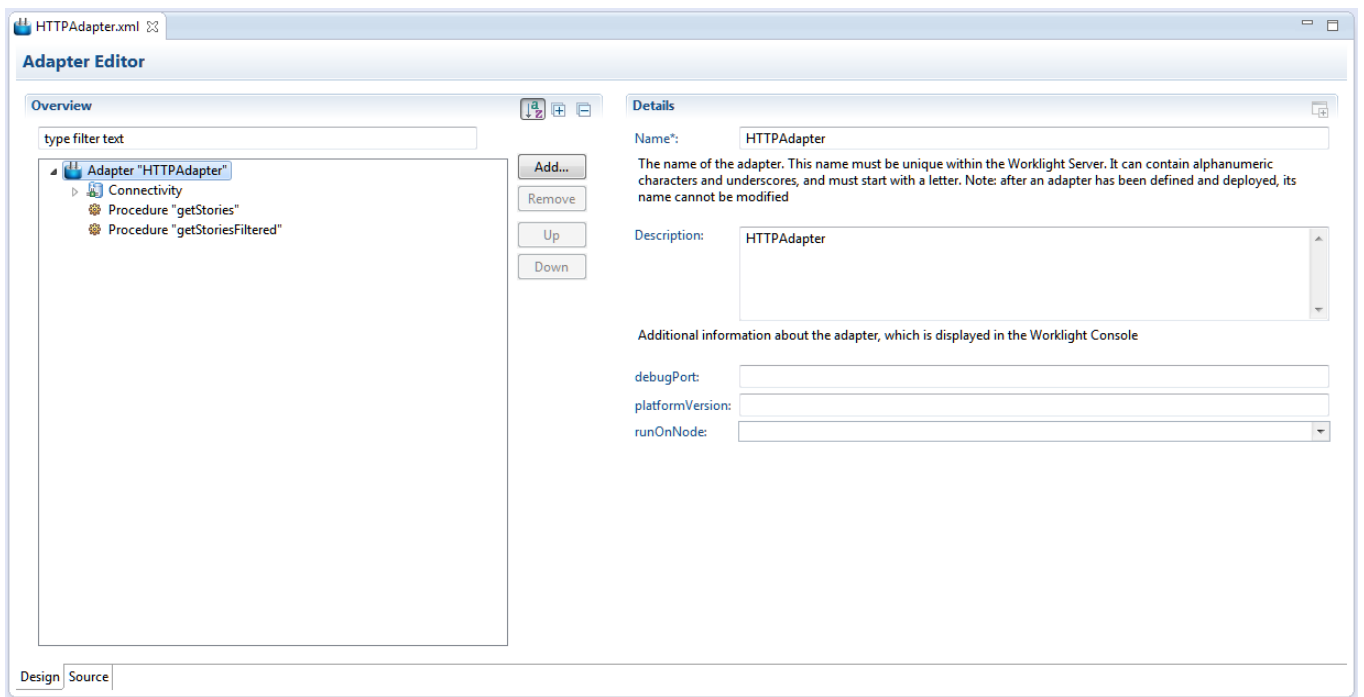 HTTPAdapter.xml
Adapter Editor
Overview
type filter text
Adapter "HTTPAdapter"
Connectivity
Procedure "getStories"
Procedure "getStoriesFiltered"
Add...
Remove
Up
Down
Details
Name*: HTTPAdapter
The name of the adapter. This name must be unique within the Worklight Server. It can contain alphanumeric
characters and underscores, and must start with a letter. Note: after an adapter has been defined and deployed, its
name cannot be modified
Description: HTTPAdapter
Additional information about the adapter, which is displayed in the Worklight Console
debugPort:
platformVersion:
runOnNode:
Design Source